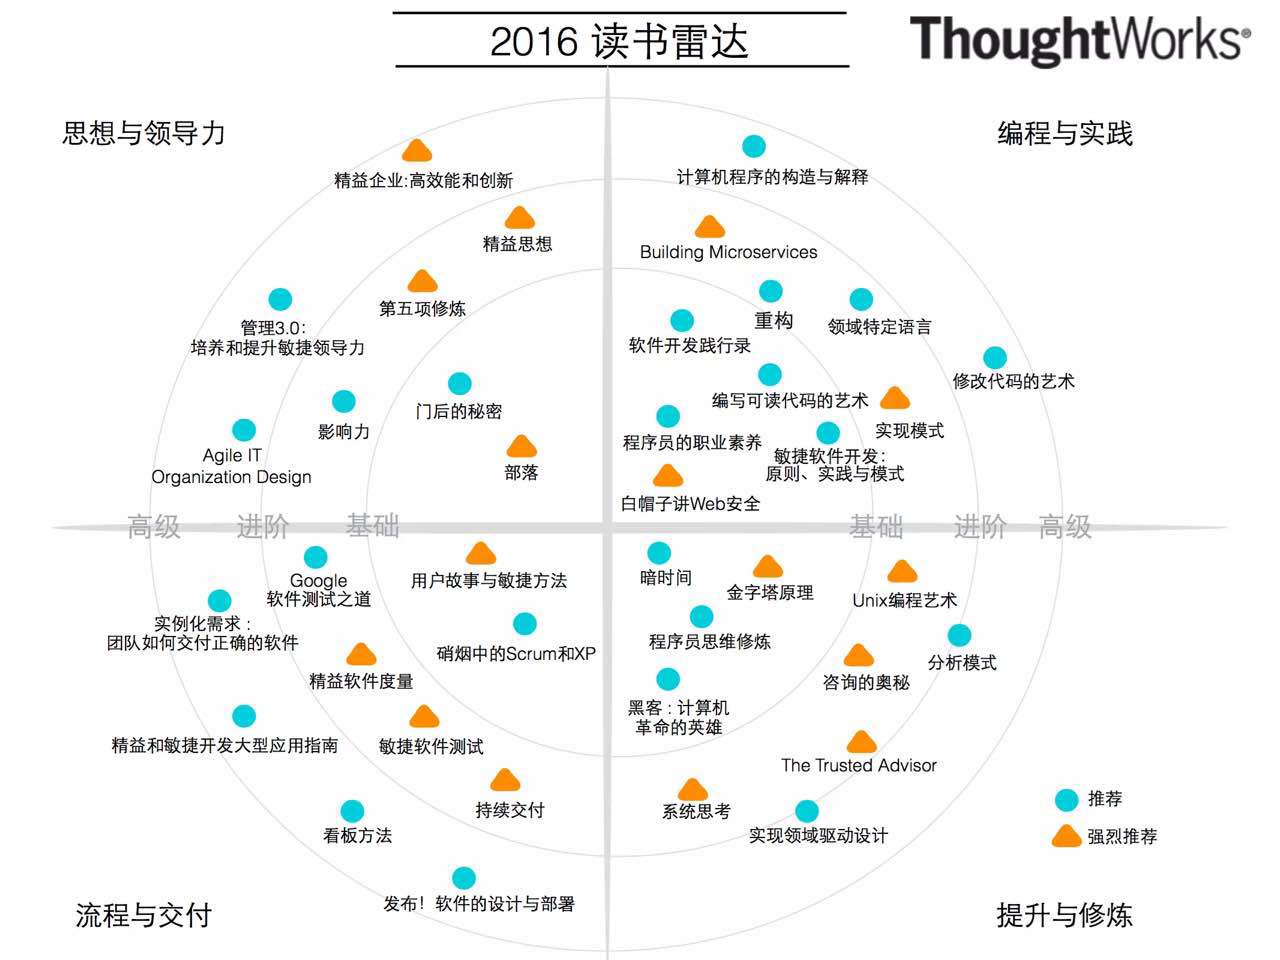 2016 读书雷达
ThoughtWorks®
思想与领导力
精益企业:高效能和创新
精益思想
第五项修炼
管理3.0:
培养和提升敏捷领导力
门后的秘密
影响力
部落
Agile IT
Organization Design
编程与实践
计算机程序的构造与解释
Building Microservices
重构
领域特定语言
软件开发践行录
修改代码的艺术
编写可读代码的艺术
实现模式
程序员的职业素养
敏捷软件开发:
原则、实践与模式
白帽子讲Web安全
高级
进阶
基础
基础
进阶
高级
用户故事与敏捷方法
Google
软件测试之道
实例化需求:
团队如何交付正确的软件
硝烟中的Scrum和XP
精益软件度量
精益和敏捷开发大型应用指南
敏捷软件测试
持续交付
看板方法
发布! 软件的设计与部署
流程与交付
暗时间
金字塔原理
Unix编程艺术
程序员思维修炼
分析模式
咨询的奥秘
黑客:计算机
革命的英雄
The Trusted Advisor
系统思考
实现领域驱动设计
推荐
强烈推荐
提升与修炼